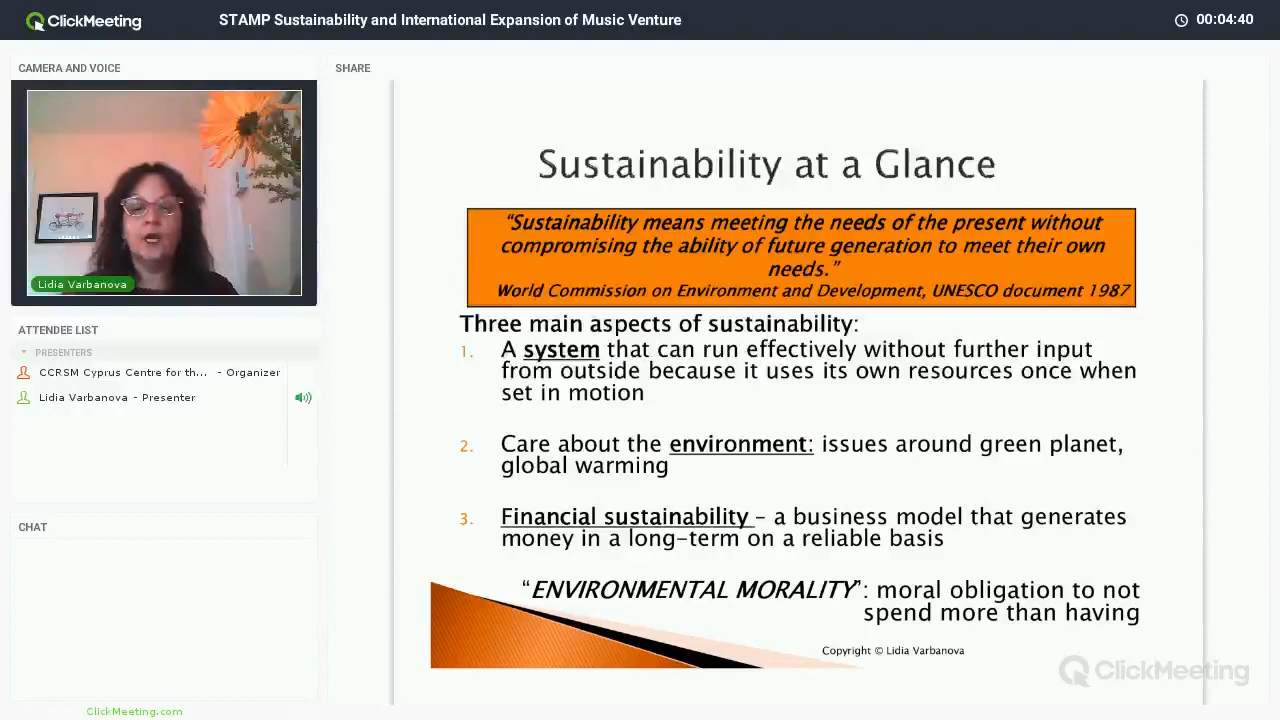 ClickMeeting
STAMP Sustainability and International Expansion of Music Venture
00:04:40
CAMERA AND VOICE
SHARE
Lidia Varbanova
ATTENDEE LIST
PRESENTERS
CCRSM Cyprus Centre for th... - Organizer
Lidia Varbanova - Presenter
CHAT
ClickMeeting.com
Sustainability at a Glance
“Sustainability means meeting the needs of the present without
compromising the ability of future generation to meet their own
needs.”
World Commission on Environment and Development, UNESCO document 1987
Three main aspects of sustainability:
1. A system that can run effectively without further input
from outside because it uses its own resources once when
set in motion
2. Care about the environment: issues around green planet,
global warming
3. Financial sustainability – a business model that generates
money in a long-term on a reliable basis
“ENVIRONMENTAL MORALITY”: moral obligation to not
spend more than having
Copyright © Lidia Varbanova
ClickMeeting